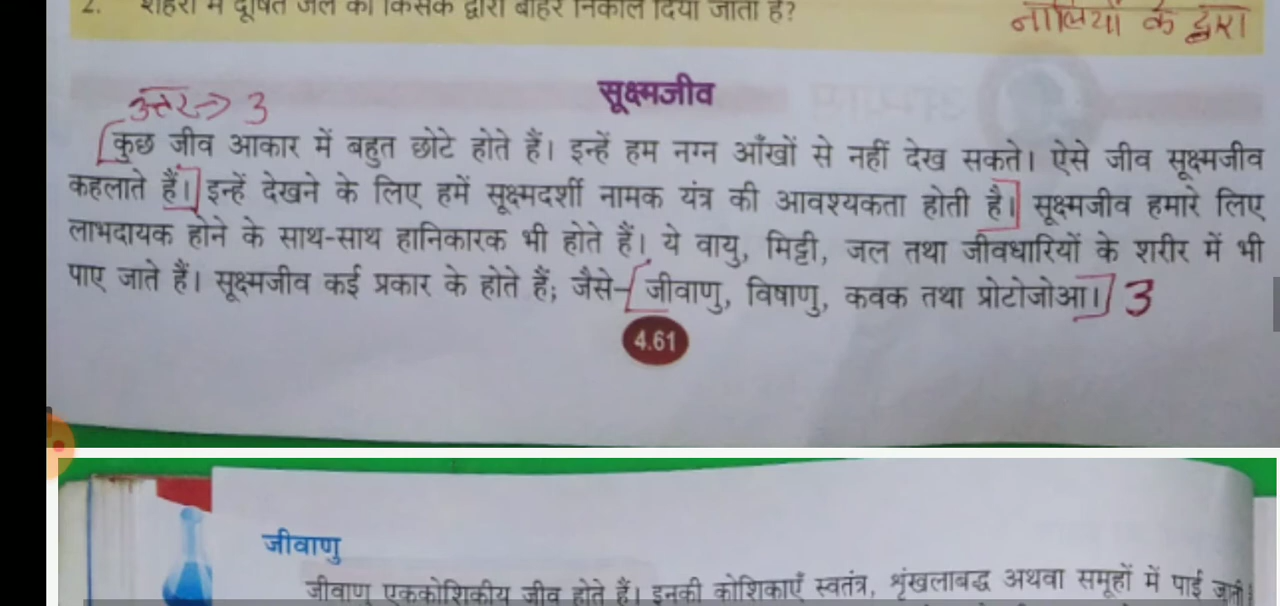 2. शहरों में दूषित जल को किसके द्वारा बाहर निकाल दिया जाता है?
नालियों के द्वारा
सूक्ष्मजीव
उत्तर→ 3
कुछ जीव आकार में बहुत छोटे होते हैं। इन्हें हम नग्न आँखों से नहीं देख सकते। ऐसे जीव सूक्ष्मजीव
कहलाते हैं। इन्हें देखने के लिए हमें सूक्ष्मदर्शी नामक यंत्र की आवश्यकता होती है। सूक्ष्मजीव हमारे लिए
लाभदायक होने के साथ-साथ हानिकारक भी होते हैं। ये वायु, मिट्टी, जल तथा जीवधारियों के शरीर में भी
पाए जाते हैं। सूक्ष्मजीव कई प्रकार के होते हैं; जैसे- जीवाणु, विषाणु, कवक तथा प्रोटोजोआ। 3
4.61
जीवाणु
जीवाणु एककोशिकीय जीव होते हैं। इनकी कोशिकाएँ स्वतंत्र, शृंखलाबद्ध अथवा समूहों में पाई जाती